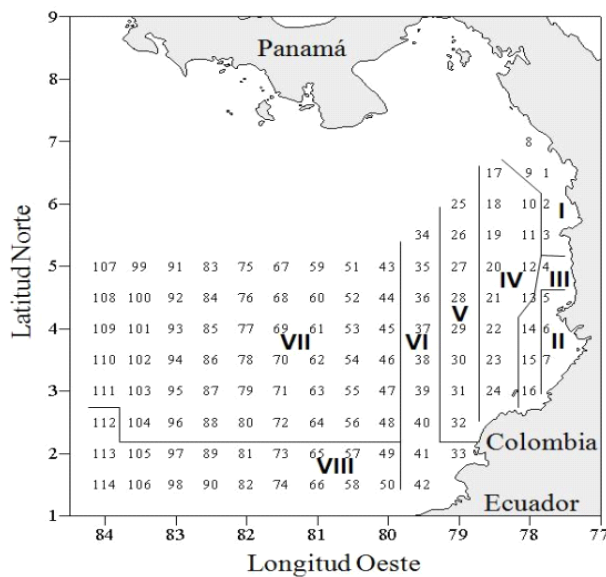 9
Panamá
8
7 8
17 9 1
6 25 18 10 2
I
34 26 19 11 3
Latitud Norte
5 107 99 91 83 75 67 59 51 43 35 27 20 12 4
IV III
108 100 92 84 76 68 60 52 44 36 28 21 13 5
V
4 109 101 93 85 77 69 61 53 45 37 29 22 14 6
VII VI II
110 102 94 86 78 70 62 54 46 38 30 23 15 7
3 111 103 95 87 79 71 63 55 47 39 31 24 16
112 104 96 88 80 72 64 56 48 40 32
Colombia
2 113 105 97 89 81 73 65 57 49 41 33
VIII
114 106 98 90 82 74 66 58 50 42
Ecuador
1
84 83 82 81 80 79 78 77
Longitud Oeste